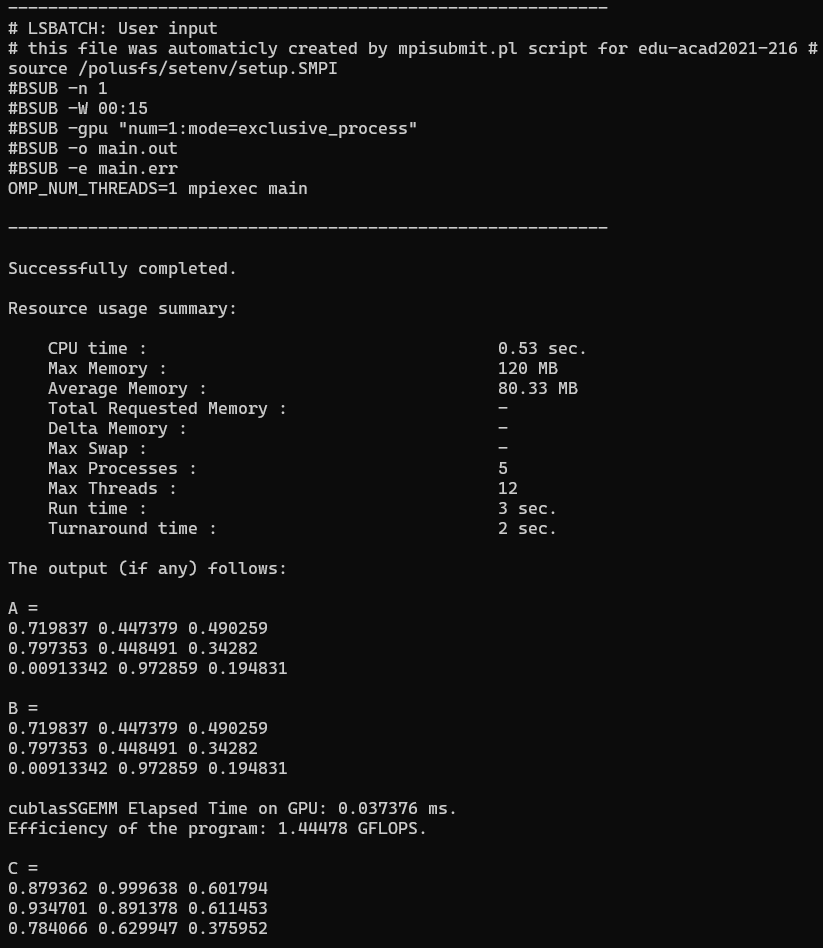 ------------------------------------------------------------
# LSBATCH: User input
# this file was automaticly created by mpisubmit.pl script for edu-acad2021-216 #
source /polusfs/setenv/setup.SMPI
#BSUB -n 1
#BSUB -W 00:15
#BSUB -gpu "num=1:mode=exclusive_process"
#BSUB -o main.out
#BSUB -e main.err
OMP_NUM_THREADS=1 mpiexec main
------------------------------------------------------------
Successfully completed.
Resource usage summary:
CPU time : 0.53 sec.
Max Memory : 120 MB
Average Memory : 80.33 MB
Total Requested Memory : -
Delta Memory : -
Max Swap : -
Max Processes : 5
Max Threads : 12
Run time : 3 sec.
Turnaround time : 2 sec.
The output (if any) follows:
A =
0.719837 0.447379 0.490259
0.797353 0.448491 0.34282
0.00913342 0.972859 0.194831
B =
0.719837 0.447379 0.490259
0.797353 0.448491 0.34282
0.00913342 0.972859 0.194831
cublasSGEMM Elapsed Time on GPU: 0.037376 ms.
Efficiency of the program: 1.44478 GFLOPS.
C =
0.879362 0.999638 0.601794
0.934701 0.891378 0.611453
0.784066 0.629947 0.375952